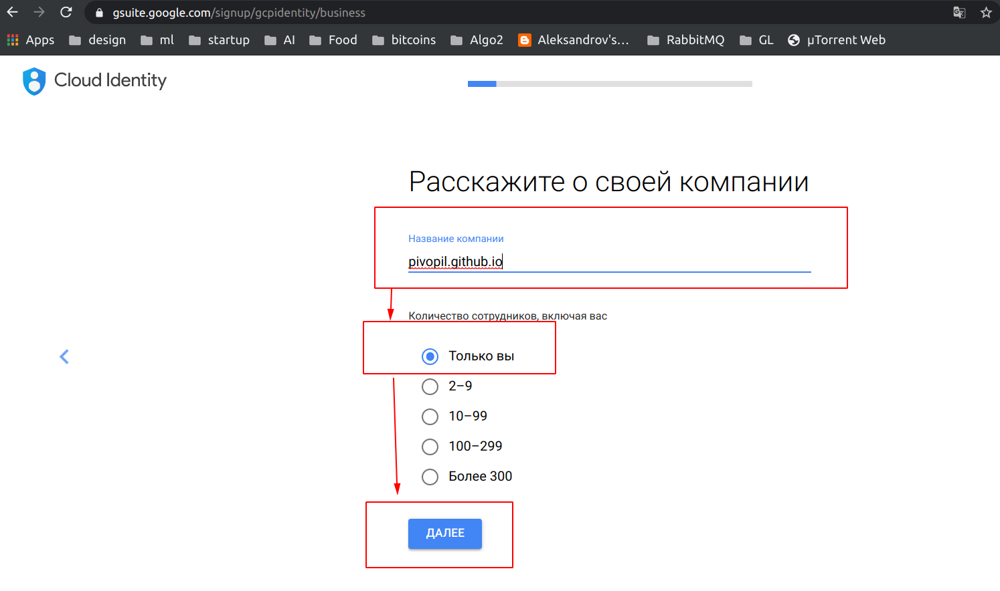 gsuite.google.com/signup/gcpidentity/business
Apps design ml startup AI Food bitcoins Algo2 Aleksandrov's... RabbitMQ GL µTorrent Web
Cloud Identity
Расскажите о своей компании
Название компании
pivopil.github.io
Количество сотрудников, включая вас
Только вы
2–9
10–99
100–299
Более 300
ДАЛЕЕ